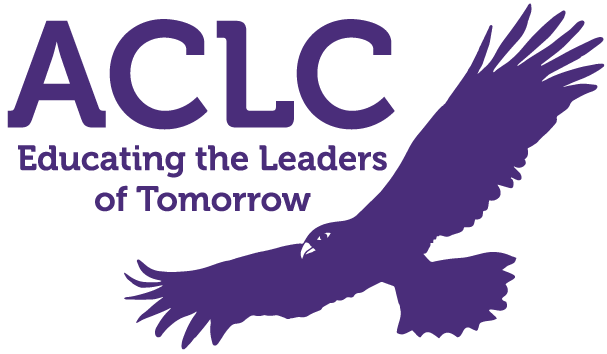 ACLC
Educating the Leaders
of Tomorrow